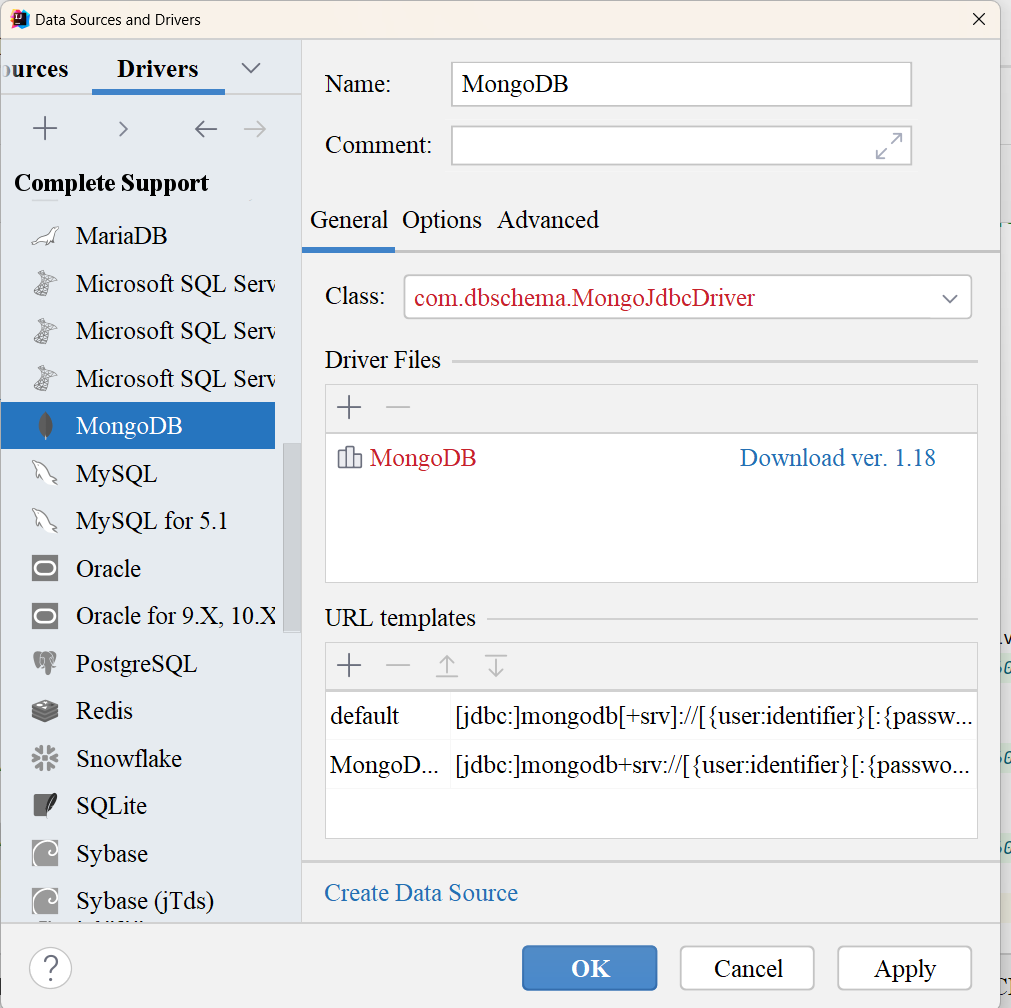 Data Sources and Drivers
ources Drivers
Complete Support
MariaDB
Microsoft SQL Serv
Microsoft SQL Serv
Microsoft SQL Serv
MongoDB
MySQL
MySQL for 5.1
Oracle
Oracle for 9.X, 10.X
PostgreSQL
Redis
Snowflake
SQLite
Sybase
Sybase (jTds)
Name: MongoDB
Comment:
General Options Advanced
Class: com.dbschema.MongoJdbcDriver
Driver Files
MongoDB Download ver. 1.18
URL templates
default [jdbc:]mongodb[+srv]://[{user:identifier}[:{passw...
MongoD... [jdbc:]mongodb+srv://[{user:identifier}[:{passwo...
Create Data Source
? OK Cancel Apply